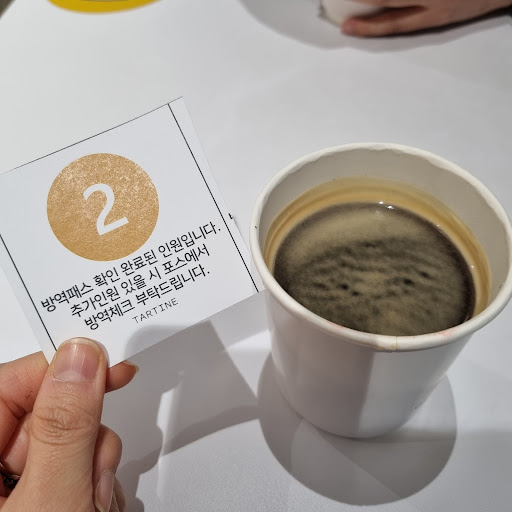 2
방역패스 확인 완료된 인원입니다.
추가인원 있을 시 포스에서
방역체크 부탁드립니다.
TARTINE